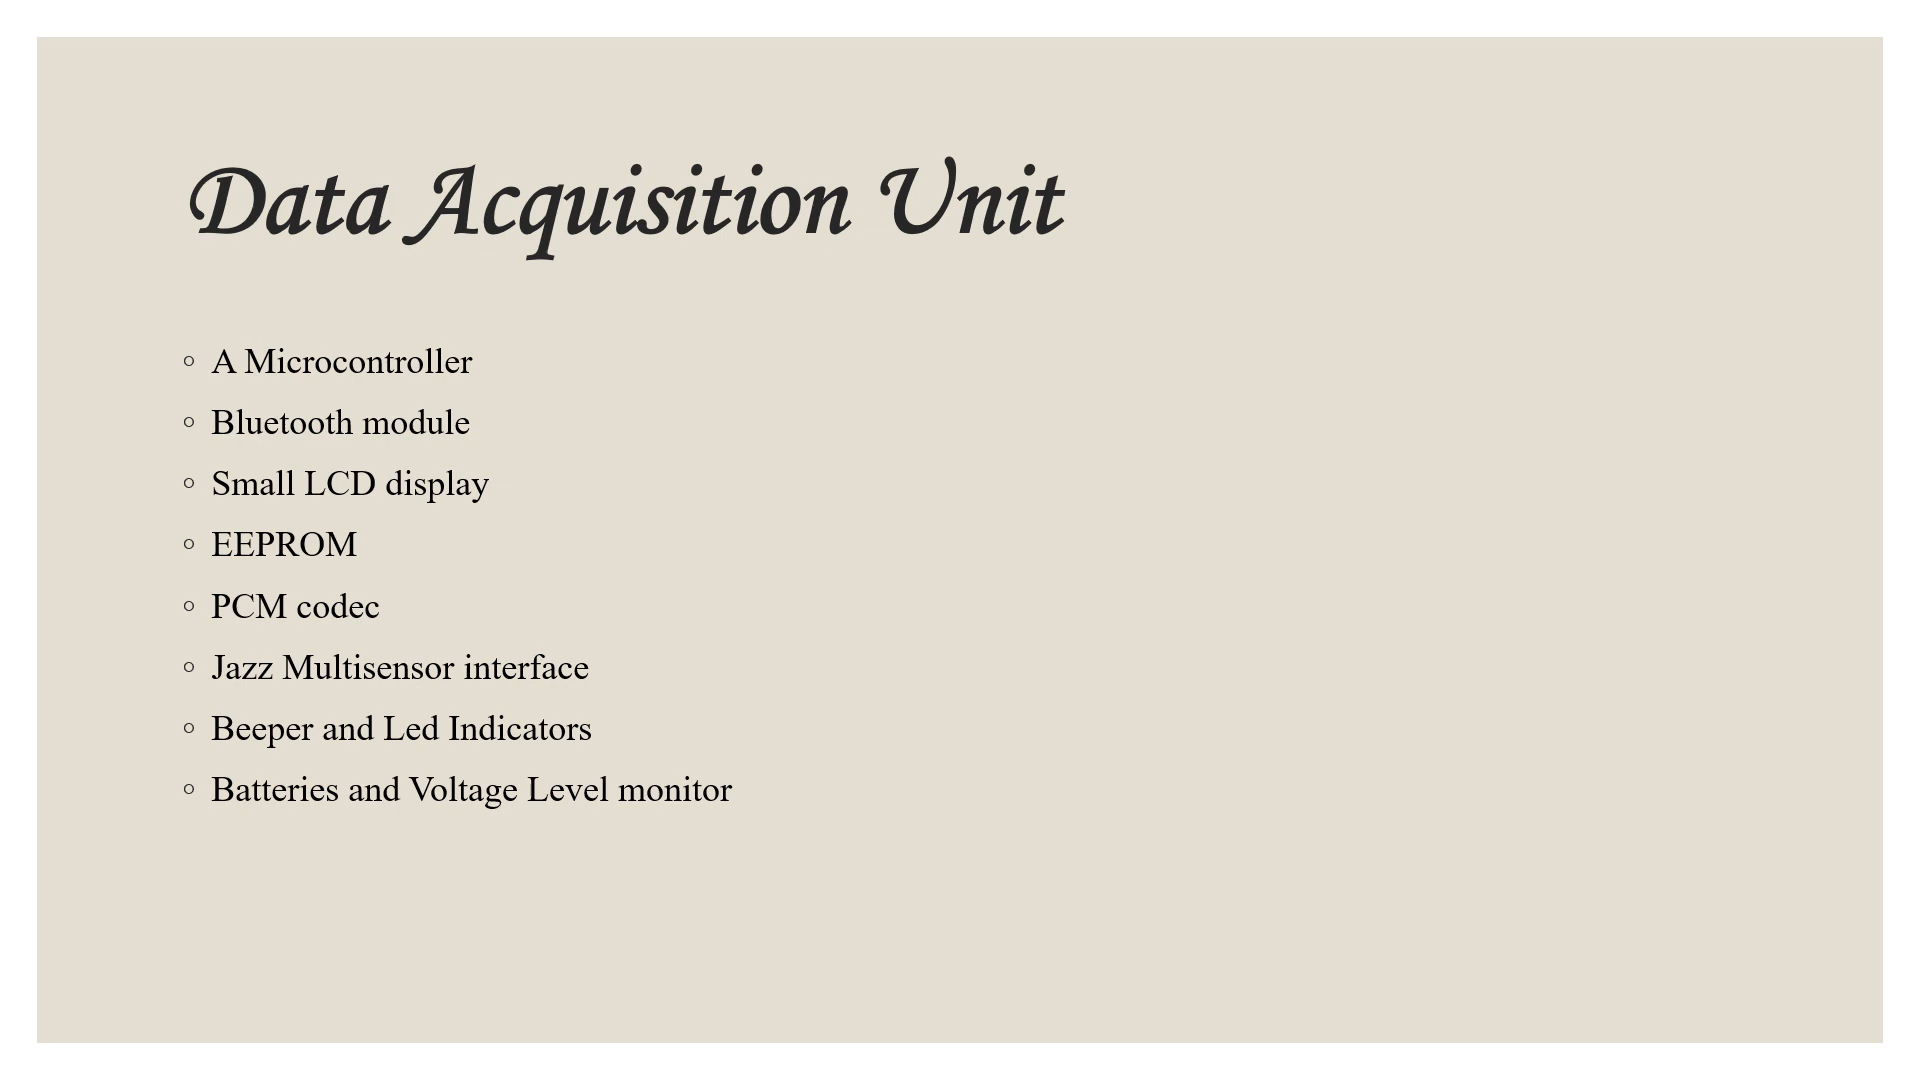 Data Acquisition Unit
◦ A Microcontroller
◦ Bluetooth module
◦ Small LCD display
◦ EEPROM
◦ PCM codec
◦ Jazz Multisensor interface
◦ Beeper and Led Indicators
◦ Batteries and Voltage Level monitor